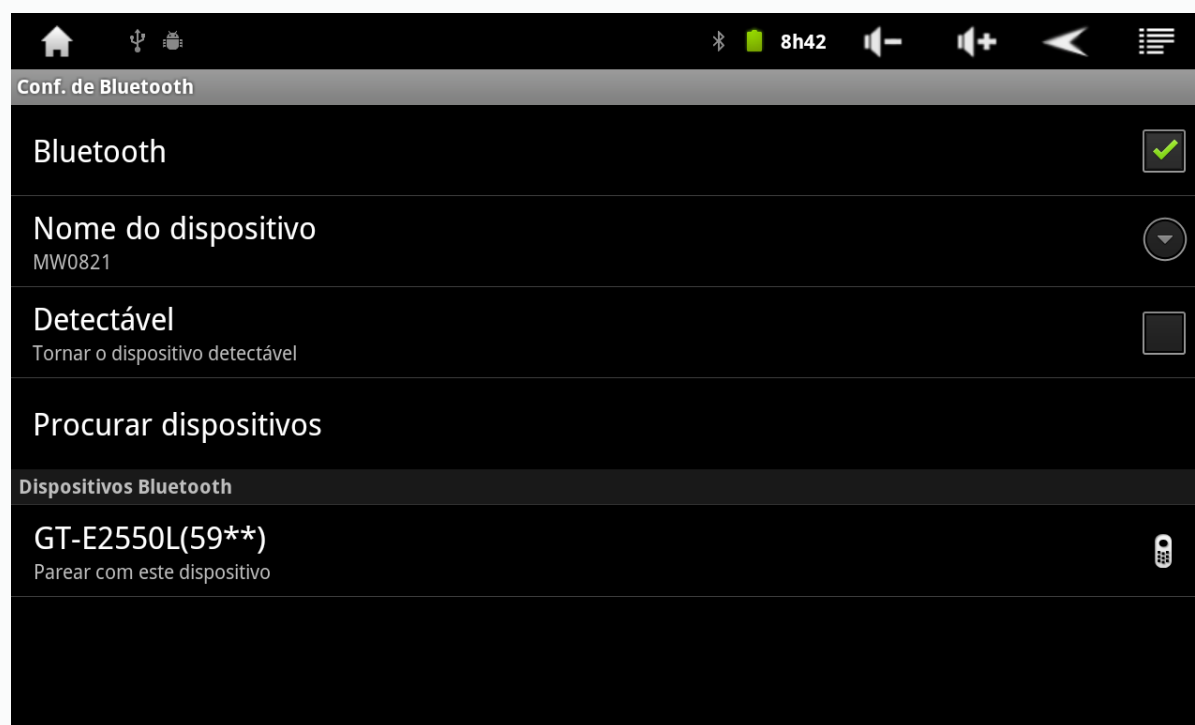 8h42
Conf. de Bluetooth
Bluetooth
Nome do dispositivo
MW0821
Detectável
Tornar o dispositivo detectável
Procurar dispositivos
Dispositivos Bluetooth
GT-E2550L(59**)
Parear com este dispositivo